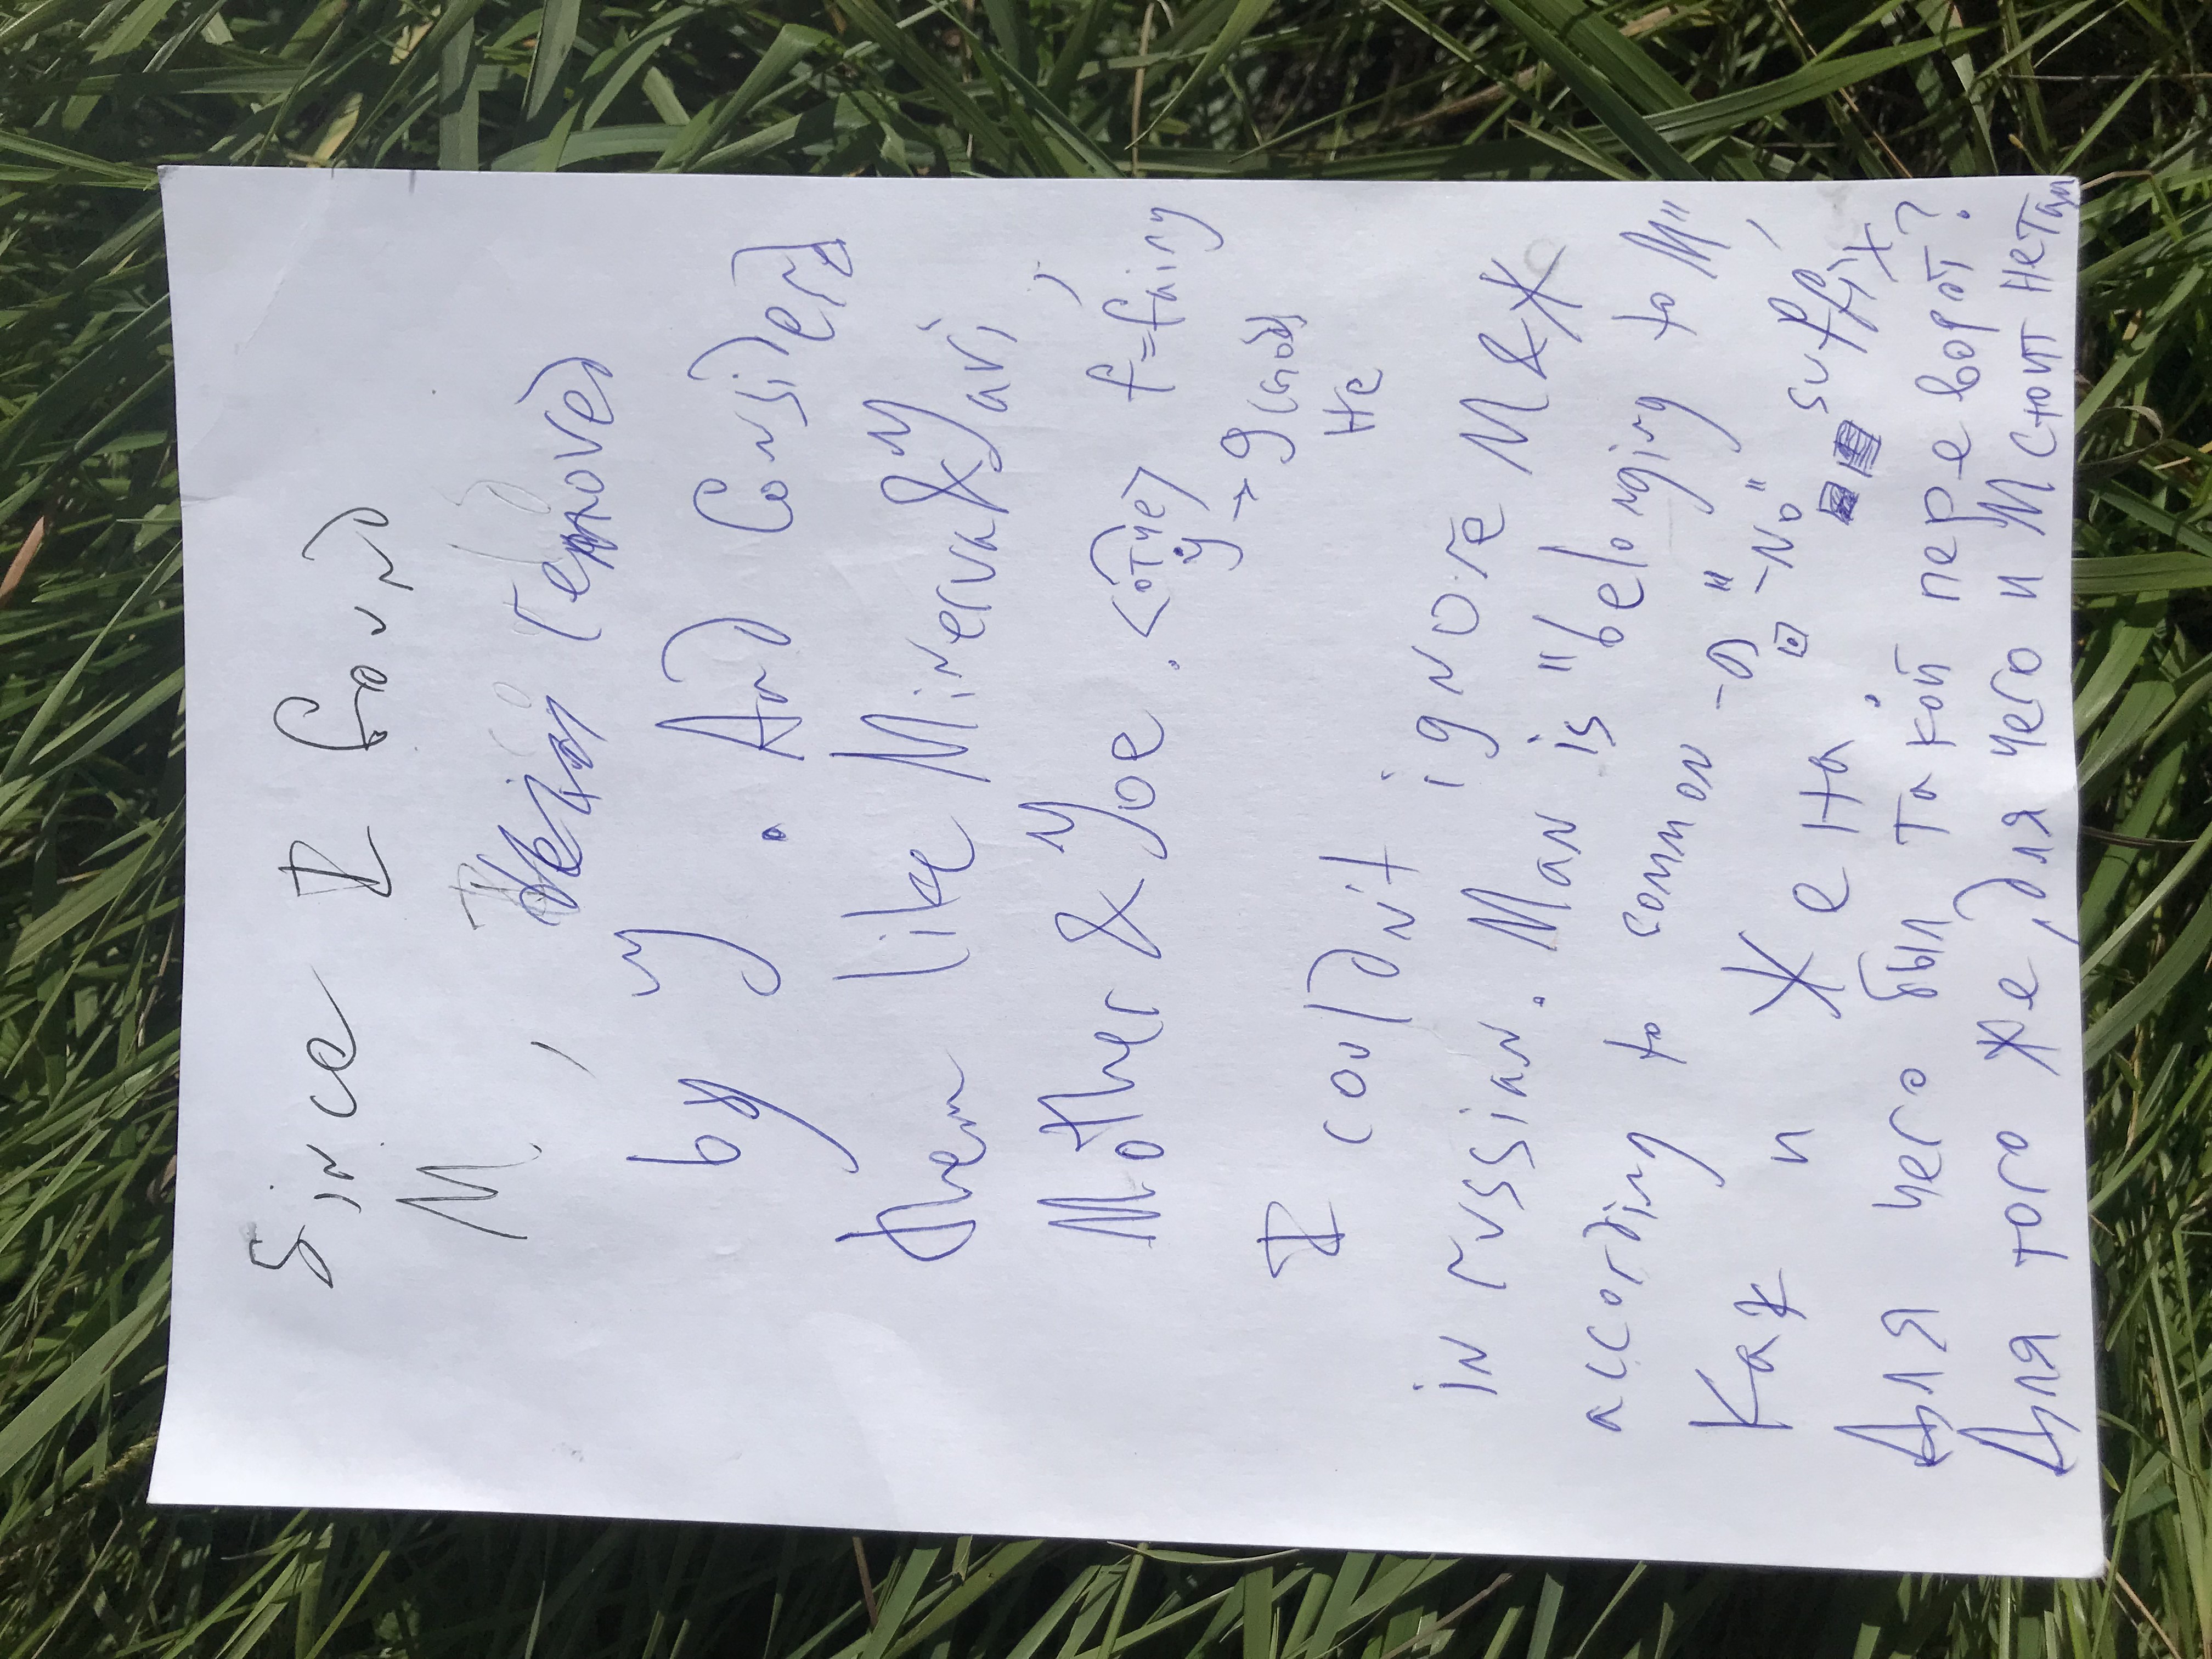 Since I found
M, removed
by y. And Considerd
them like Minerva & Yavi,
Mother & Yoe. <отче> f=fairy
y → g (God)
He
I couldn't ignore M & Ж
in russian. Man is "belonging to M"
according to common -n "-No" suffix,
Как и Жена.
Для чего был такой переворот?
Для того же, для чего и М стоит не там